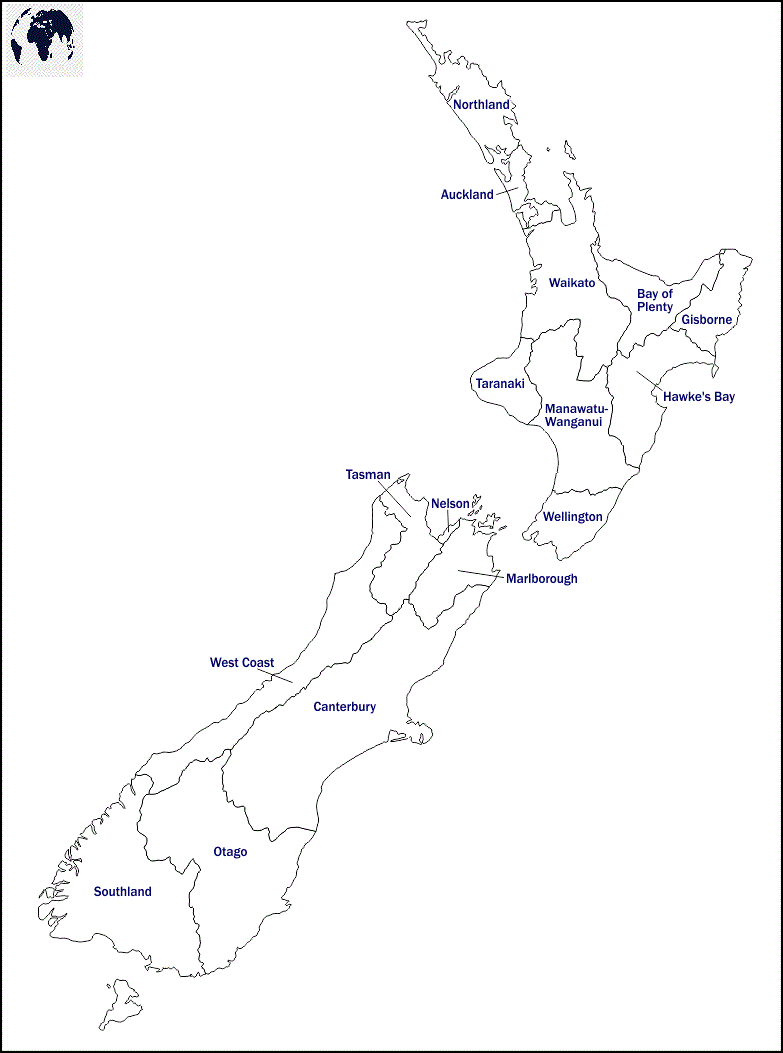 Northland
Auckland
Waikato
Bay of
Plenty
Gisborne
Taranaki
Hawke's Bay
Manawatu-
Wanganui
Tasman
Nelson
Wellington
Marlborough
West Coast
Canterbury
Otago
Southland